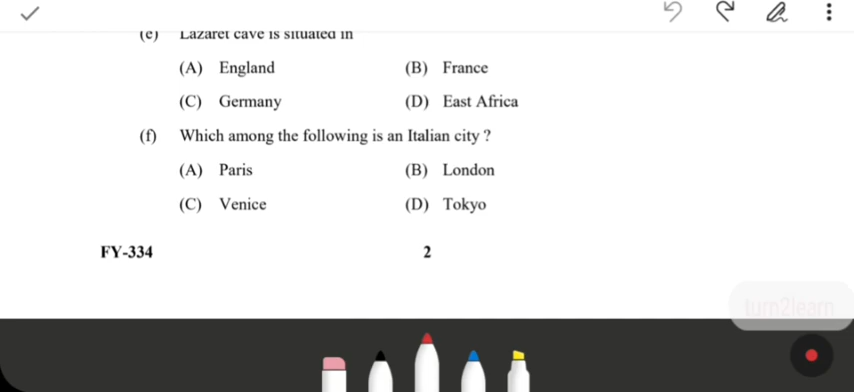 (e) Lazaret cave is situated in
(A) England (B) France
(C) Germany (D) East Africa
(f) Which among the following is an Italian city ?
(A) Paris (B) London
(C) Venice (D) Tokyo
FY-334 2
turn2learn